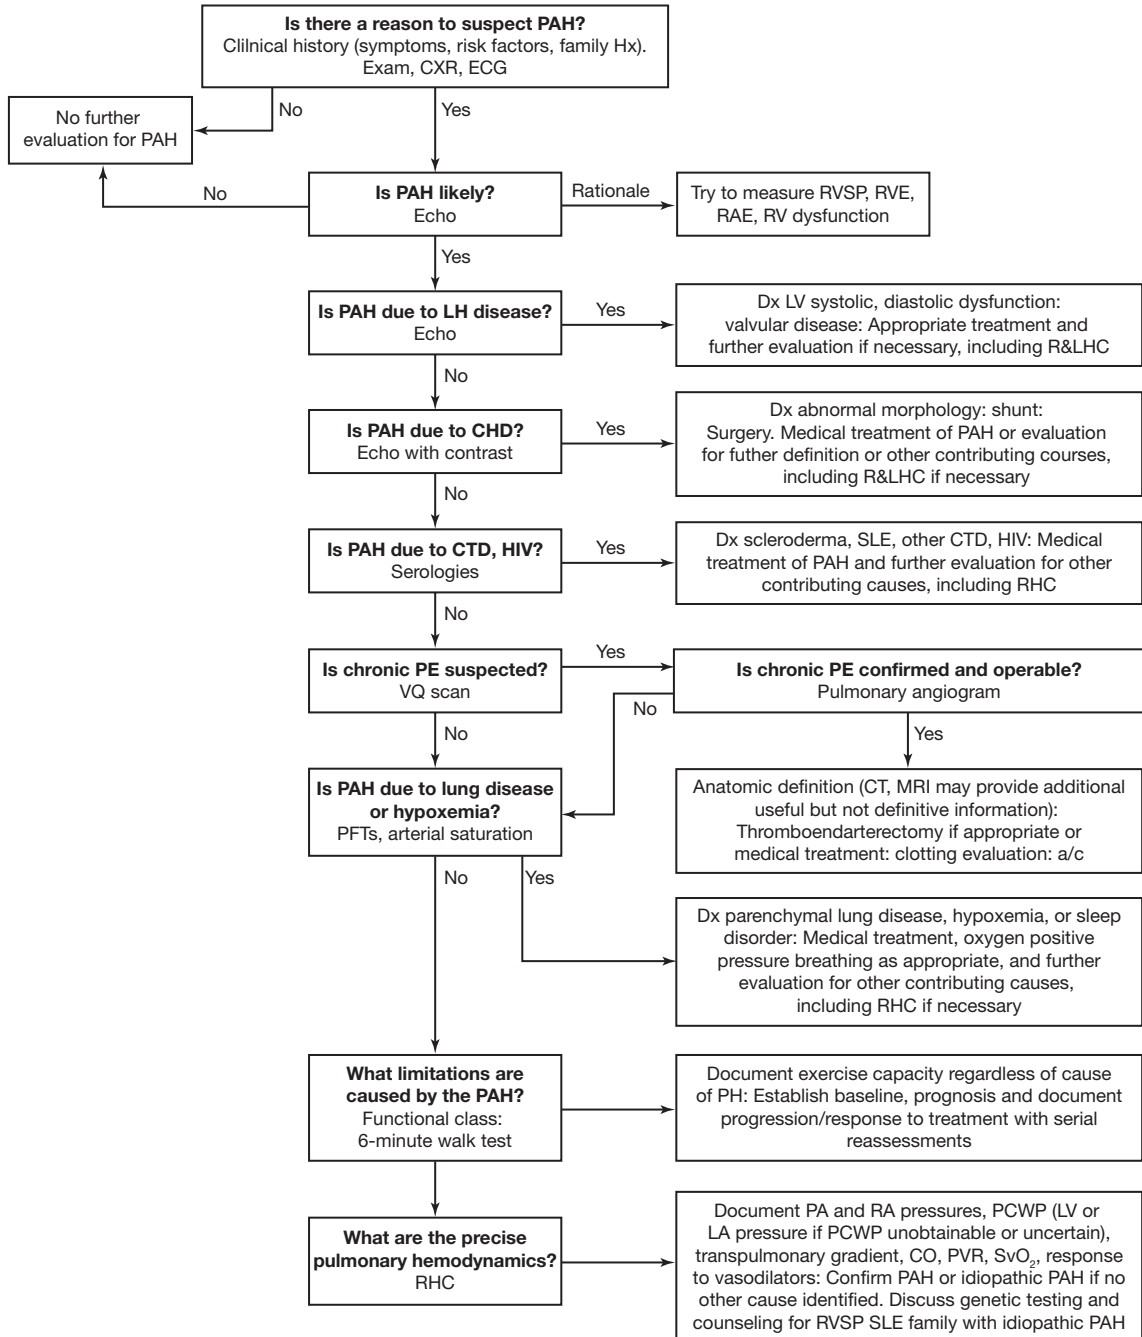 Is there a reason to suspect PAH?
Clilnical history (symptoms, risk factors, family Hx).
Exam, CXR, ECG
No
Yes
No further
evaluation for PAH
No
Is PAH likely?
Echo
Rationale
Try to measure RVSP, RVE,
RAE, RV dysfunction
Yes
Is PAH due to LH disease?
Echo
Yes
Dx LV systolic, diastolic dysfunction:
valvular disease: Appropriate treatment and
further evaluation if necessary, including R&LHC
No
Is PAH due to CHD?
Echo with contrast
Yes
Dx abnormal morphology: shunt:
Surgery. Medical treatment of PAH or evaluation
for futher definition or other contributing courses,
including R&LHC if necessary
No
Is PAH due to CTD, HIV?
Serologies
Yes
Dx scleroderma, SLE, other CTD, HIV: Medical
treatment of PAH and further evaluation for other
contributing causes, including RHC
No
Is chronic PE suspected?
VQ scan
Yes
Is chronic PE confirmed and operable?
Pulmonary angiogram
No
No
Yes
Is PAH due to lung disease
or hypoxemia?
PFTs, arterial saturation
Anatomic definition (CT, MRI may provide additional
useful but not definitive information):
Thromboendarterectomy if appropriate or
medical treatment: clotting evaluation: a/c
No
Yes
Dx parenchymal lung disease, hypoxemia, or sleep
disorder: Medical treatment, oxygen positive
pressure breathing as appropriate, and further
evaluation for other contributing causes,
including RHC if necessary
What limitations are
caused by the PAH?
Functional class:
6-minute walk test
Document exercise capacity regardless of cause
of PH: Establish baseline, prognosis and document
progression/response to treatment with serial
reassessments
What are the precise
pulmonary hemodynamics?
RHC
Document PA and RA pressures, PCWP (LV or
LA pressure if PCWP unobtainable or uncertain),
transpulmonary gradient, CO, PVR, SvO₂, response
to vasodilators: Confirm PAH or idiopathic PAH if no
other cause identified. Discuss genetic testing and
counseling for RVSP SLE family with idiopathic PAH